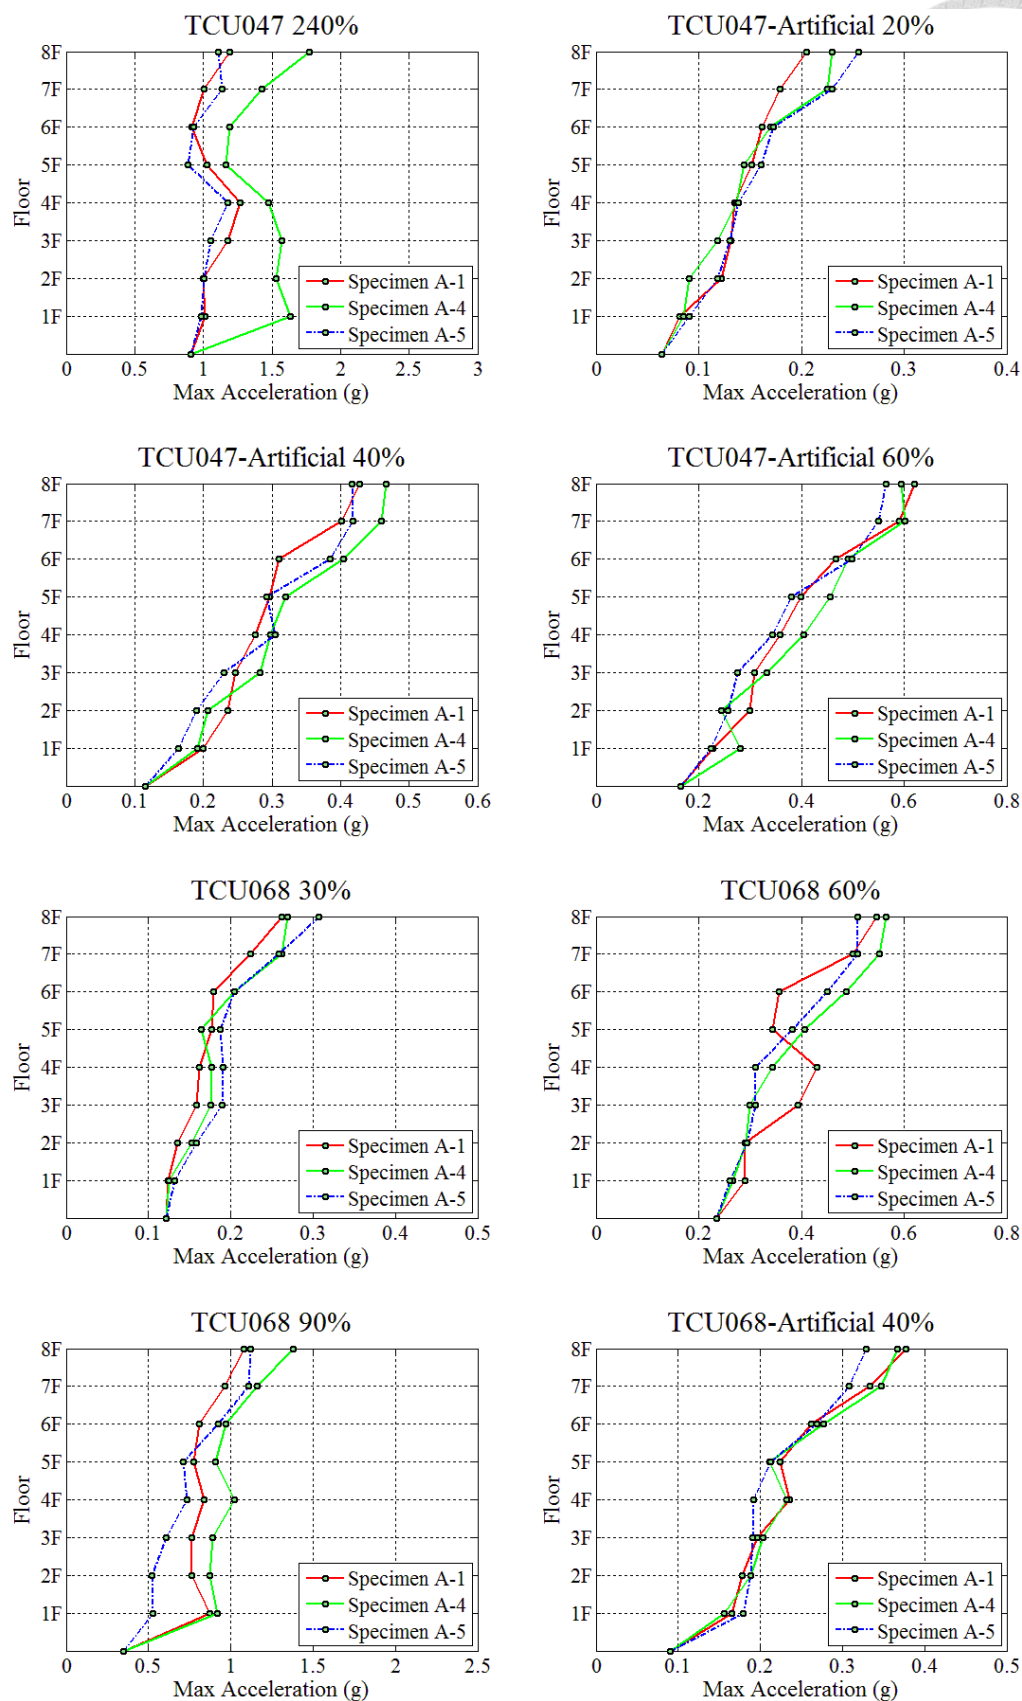 TCU047 240%
8F
7F
6F
5F
4F
3F
2F
1F
Floor
Specimen A-1
Specimen A-4
Specimen A-5
0 0.5 1 1.5 2 2.5 3
Max Acceleration (g)
TCU047-Artificial 20%
8F
7F
6F
5F
4F
3F
2F
1F
Floor
Specimen A-1
Specimen A-4
Specimen A-5
0 0.1 0.2 0.3 0.4
Max Acceleration (g)
TCU047-Artificial 40%
8F
7F
6F
5F
4F
3F
2F
1F
Floor
Specimen A-1
Specimen A-4
Specimen A-5
0 0.1 0.2 0.3 0.4 0.5 0.6
Max Acceleration (g)
TCU047-Artificial 60%
8F
7F
6F
5F
4F
3F
2F
1F
Floor
Specimen A-1
Specimen A-4
Specimen A-5
0 0.2 0.4 0.6 0.8
Max Acceleration (g)
TCU068 30%
8F
7F
6F
5F
4F
3F
2F
1F
Floor
Specimen A-1
Specimen A-4
Specimen A-5
0 0.1 0.2 0.3 0.4 0.5
Max Acceleration (g)
TCU068 60%
8F
7F
6F
5F
4F
3F
2F
1F
Floor
Specimen A-1
Specimen A-4
Specimen A-5
0 0.2 0.4 0.6 0.8
Max Acceleration (g)
TCU068 90%
8F
7F
6F
5F
4F
3F
2F
1F
Floor
Specimen A-1
Specimen A-4
Specimen A-5
0 0.5 1 1.5 2 2.5
Max Acceleration (g)
TCU068-Artificial 40%
8F
7F
6F
5F
4F
3F
2F
1F
Floor
Specimen A-1
Specimen A-4
Specimen A-5
0 0.1 0.2 0.3 0.4 0.5
Max Acceleration (g)